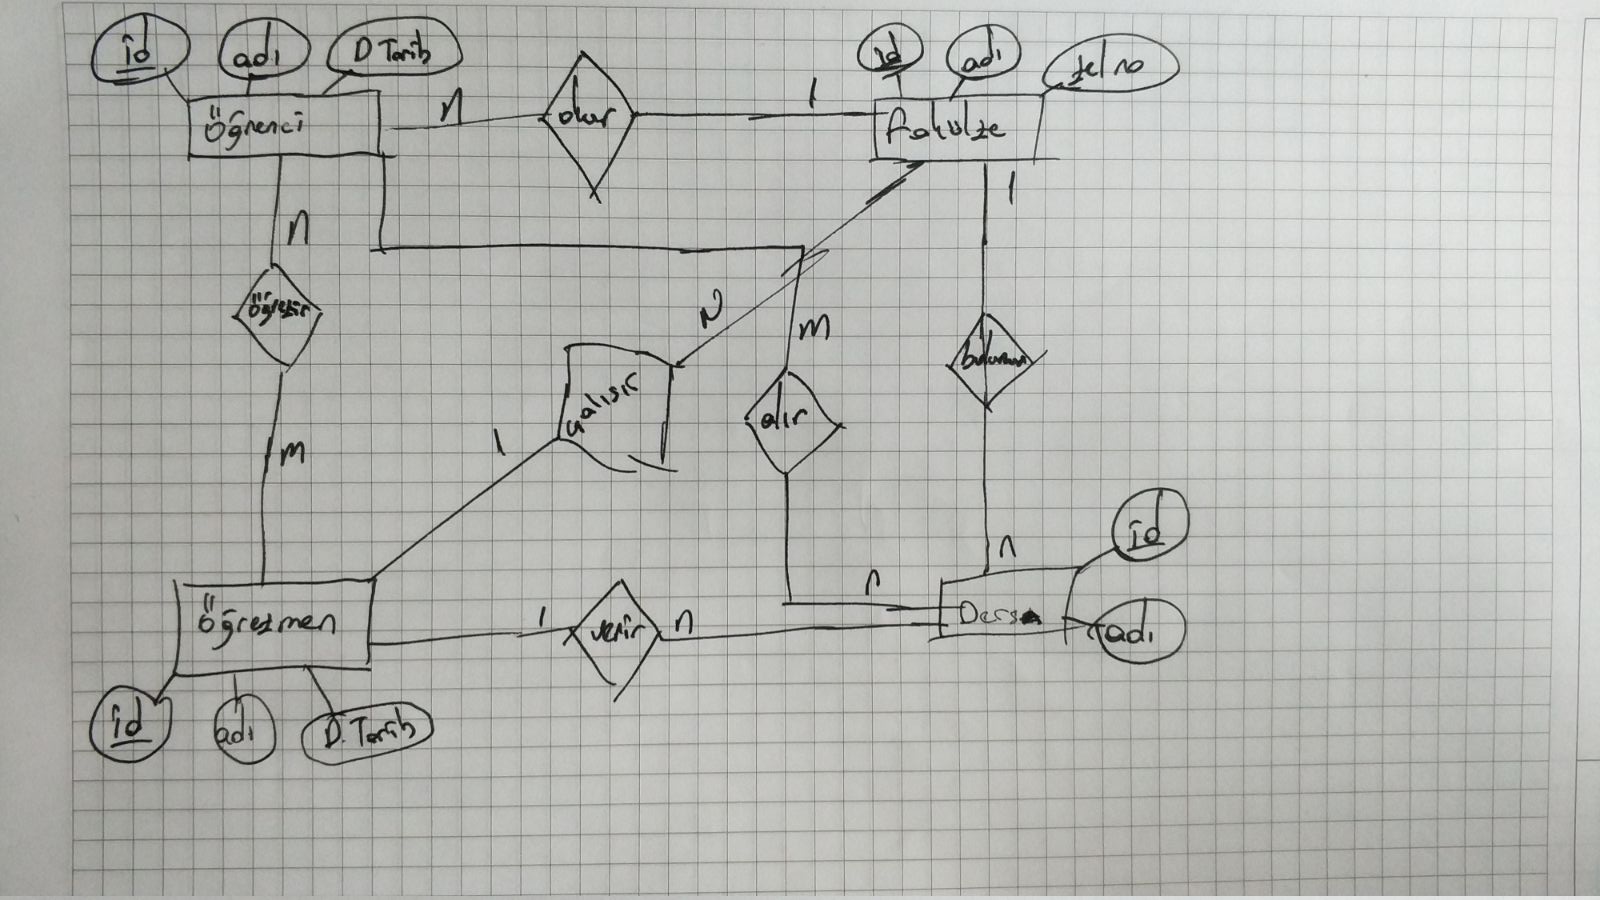 id adı D Tarih
id adı tel no
Öğrenci n okur 1 fakülte
n
1
öğretir
N
m
bulunur
çalışır
alır
1
m
n
id
n
Öğretmen 1 verir n Ders
adı
id adı D. Tarih